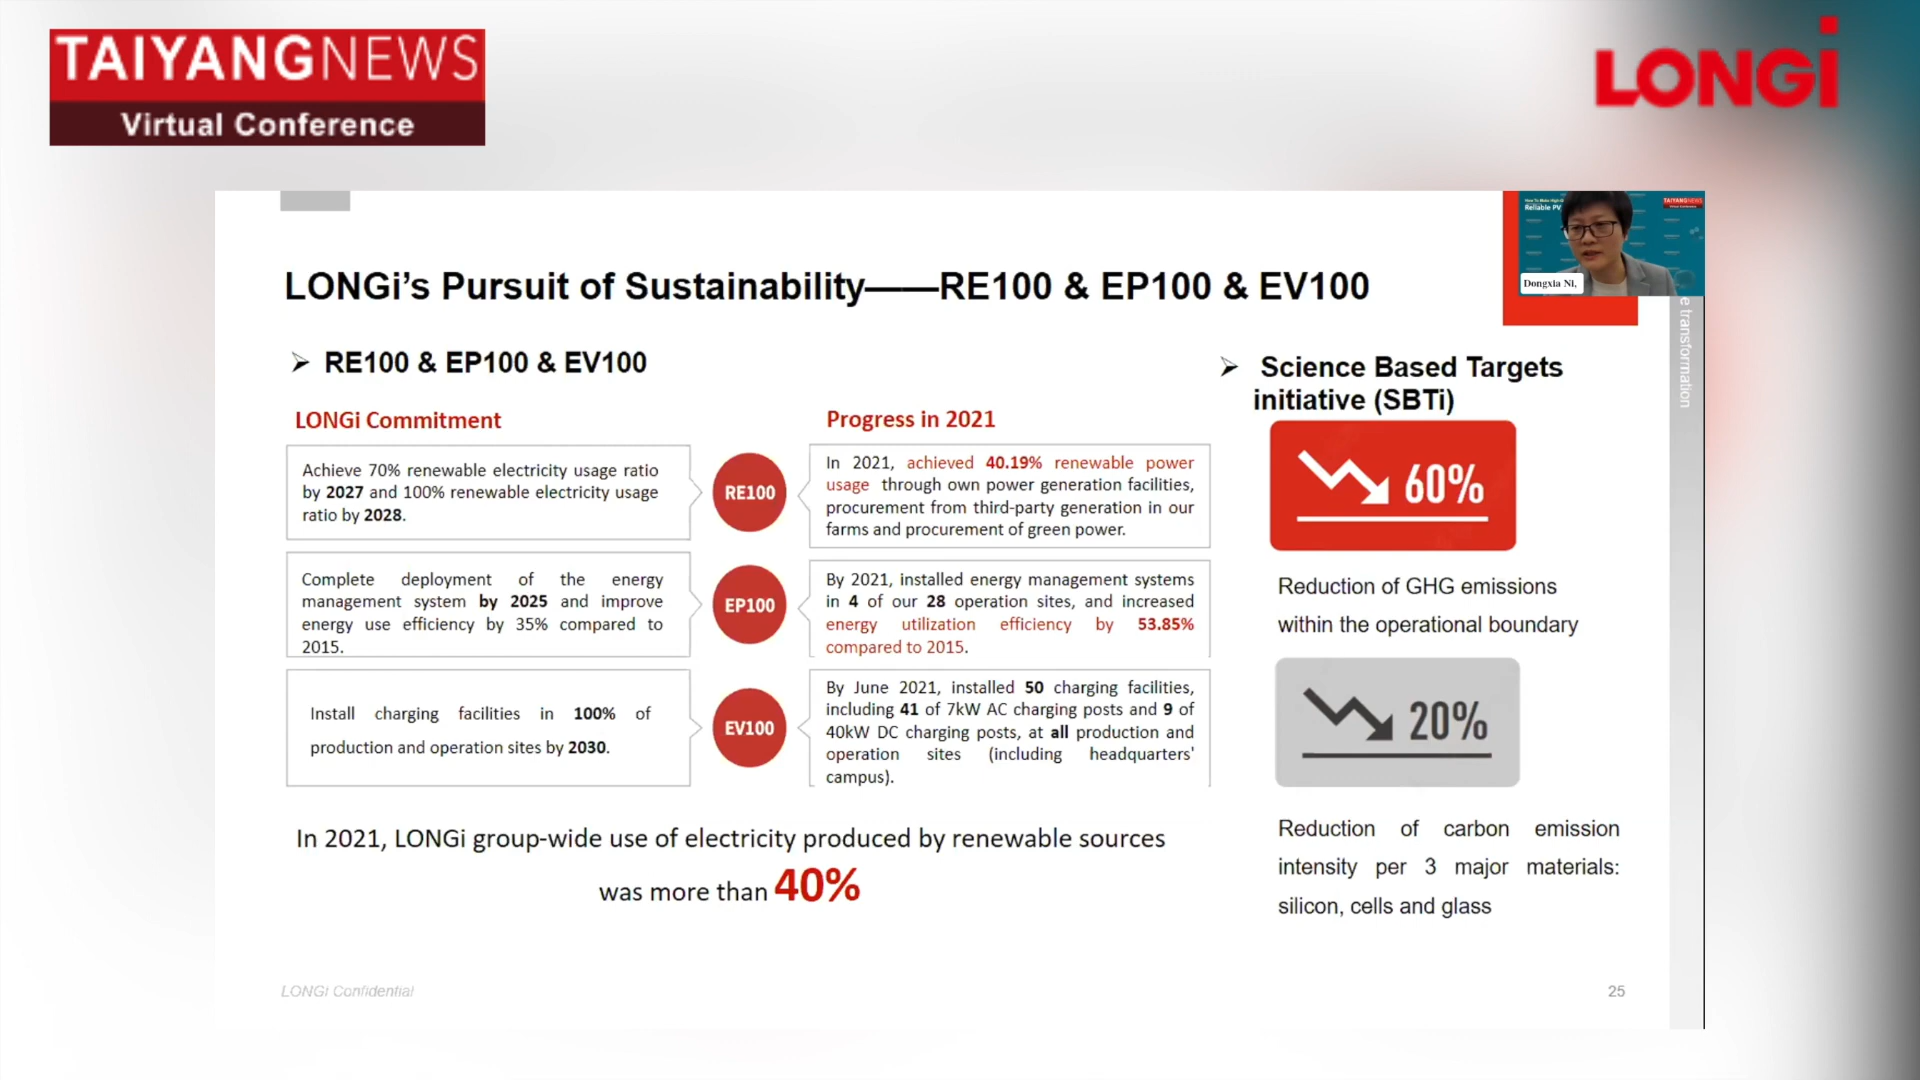 TAIYANGNEWS
Virtual Conference
LONGi
Reliable PV
TAIYANGNEWS
Dongxia Ni,
e transformation
LONGi’s Pursuit of Sustainability——RE100 & EP100 & EV100
➢ RE100 & EP100 & EV100
LONGi Commitment
Progress in 2021
Achieve 70% renewable electricity usage ratio
by 2027 and 100% renewable electricity usage
ratio by 2028.
RE100
In 2021, achieved 40.19% renewable power
usage through own power generation facilities,
procurement from third-party generation in our
farms and procurement of green power.
Complete deployment of the energy
management system by 2025 and improve
energy use efficiency by 35% compared to
2015.
EP100
By 2021, installed energy management systems
in 4 of our 28 operation sites, and increased
energy utilization efficiency by 53.85%
compared to 2015.
Install charging facilities in 100% of
production and operation sites by 2030.
EV100
By June 2021, installed 50 charging facilities,
including 41 of 7kW AC charging posts and 9 of
40kW DC charging posts, at all production and
operation sites (including headquarters'
campus).
In 2021, LONGi group-wide use of electricity produced by renewable sources
was more than 40%
➢ Science Based Targets
initiative (SBTi)
60%
Reduction of GHG emissions
within the operational boundary
20%
Reduction of carbon emission
intensity per 3 major materials:
silicon, cells and glass
LONGi Confidential
25